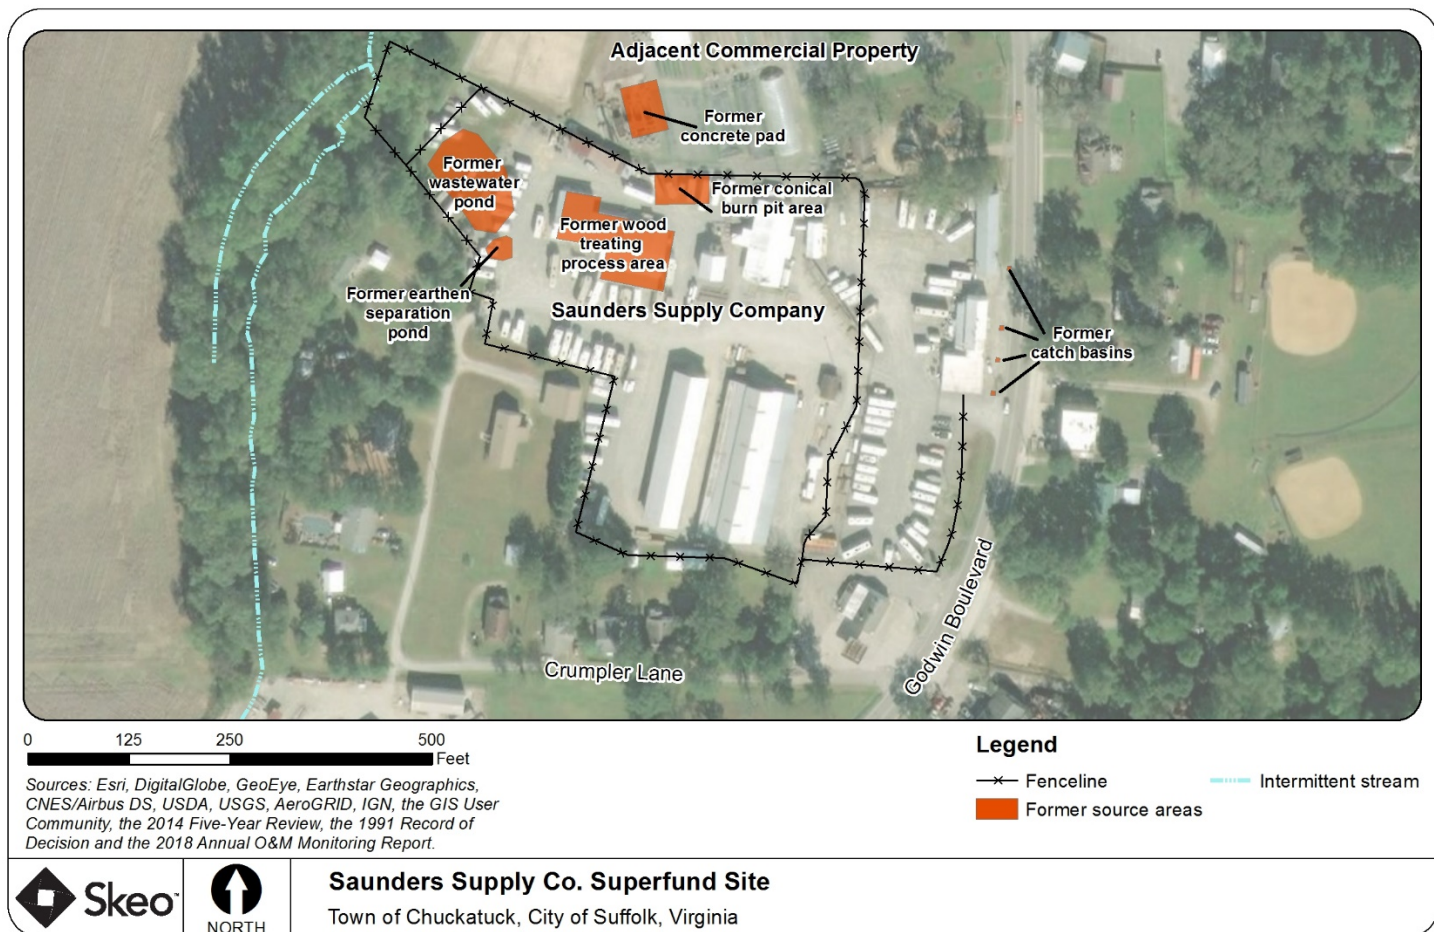 Adjacent Commercial Property
Former
concrete pad
Former
wastewater
pond
Former conical
burn pit area
Former wood
treating
process area
Former earthen
separation
pond
Saunders Supply Company
Former
catch basins
Godwin Boulevard
Crumpler Lane
0 125 250 500
Feet
Sources: Esri, DigitalGlobe, GeoEye, Earthstar Geographics,
CNES/Airbus DS, USDA, USGS, AeroGRID, IGN, the GIS User
Community, the 2014 Five-Year Review, the 1991 Record of
Decision and the 2018 Annual O&M Monitoring Report.
Legend
Fenceline
Intermittent stream
Former source areas
Skeo™
NORTH
Saunders Supply Co. Superfund Site
Town of Chuckatuck, City of Suffolk, Virginia